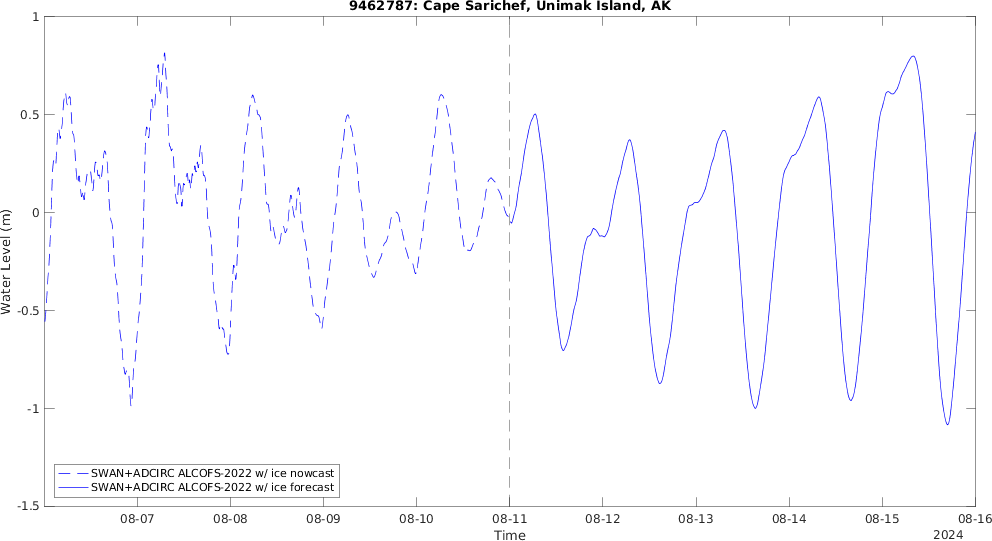 9462787: Cape Sarichef, Unimak Island, AK
Water Level (m)
1
0.5
0
-0.5
-1
-1.5
SWAN+ADCIRC ALCOFS-2022 w/ ice nowcast
SWAN+ADCIRC ALCOFS-2022 w/ ice forecast
08-07 08-08 08-09 08-10 08-11 08-12 08-13 08-14 08-15 08-16
Time
2024